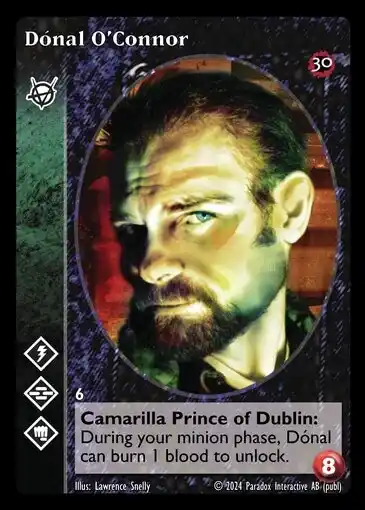 Dónal O'Connor
30
6
Camarilla Prince of Dublin:
During your minion phase, Dónal
can burn 1 blood to unlock.
8
Illus: Lawrence Snelly © 2024 Paradox Interactive AB (publ)